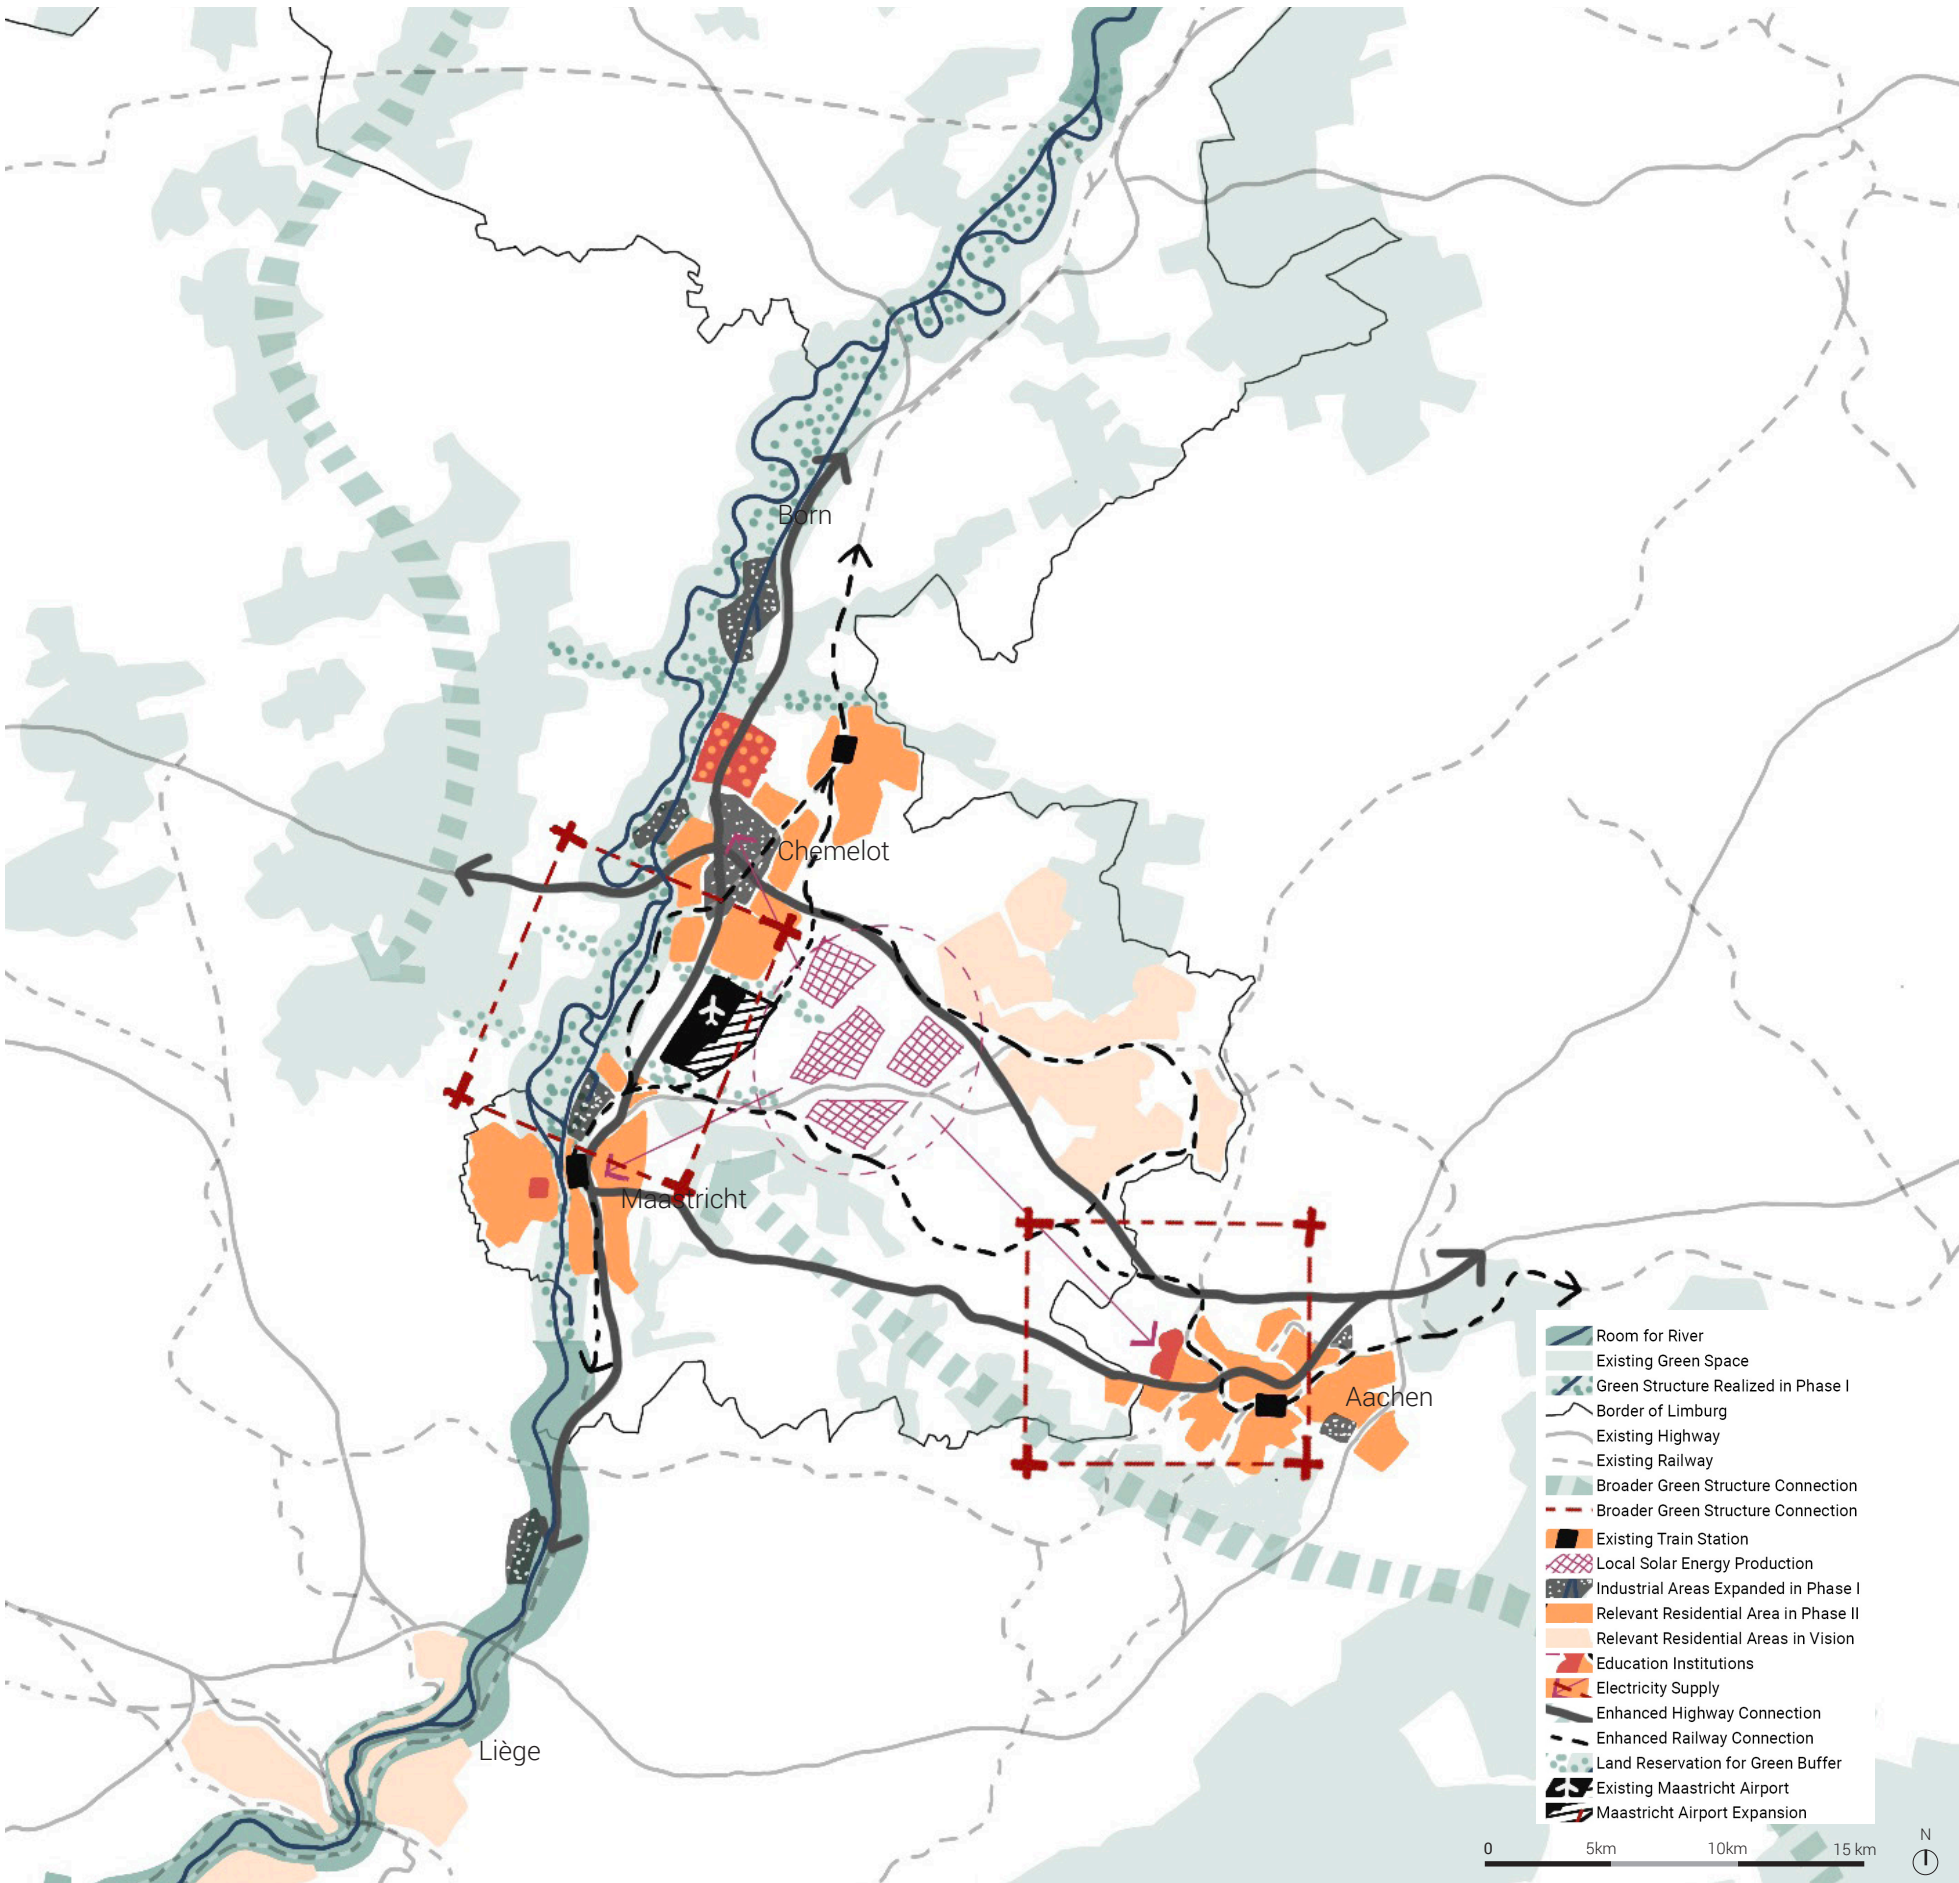 Born
Chemelot
Maastricht
Aachen
Liège
Room for River
Existing Green Space
Green Structure Realized in Phase I
Border of Limburg
Existing Highway
Existing Railway
Broader Green Structure Connection
Broader Green Structure Connection
Existing Train Station
Local Solar Energy Production
Industrial Areas Expanded in Phase I
Relevant Residential Area in Phase II
Relevant Residential Areas in Vision
Education Institutions
Electricity Supply
Enhanced Highway Connection
Enhanced Railway Connection
Land Reservation for Green Buffer
Existing Maastricht Airport
Maastricht Airport Expansion
0 5km 10km 15 km
N